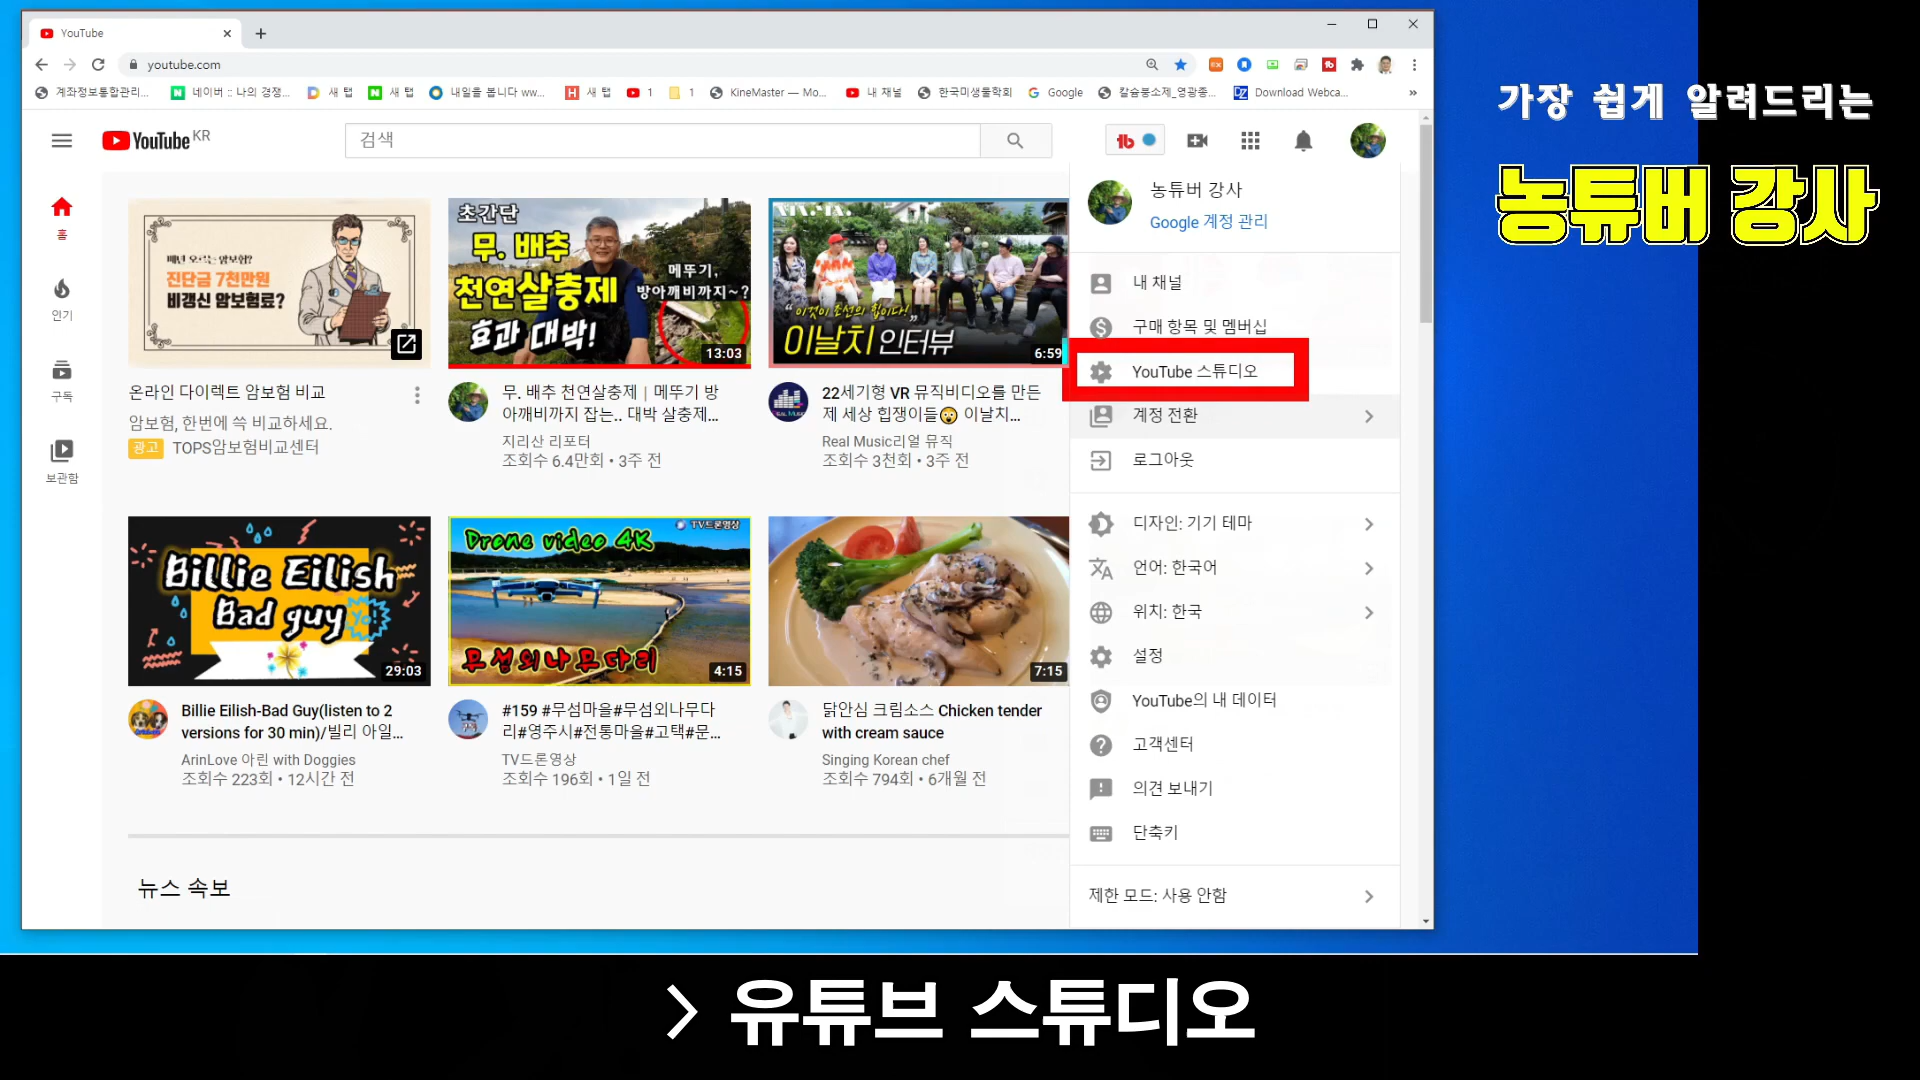 YouTube
youtube.com
계좌정보통합관리...
네이버 :: 나의 경쟁...
새 탭
새 탭
내일을 봅니다 ww...
새 탭
1
1
KineMaster — Mo...
내 채널
한국미생물학회
Google
칼슘붕소제_영광종...
Download Webca...
»
가장 쉽게 알려드리는
농튜버 강사
YouTube KR
검색
홈
인기
구독
보관함
진단금 7천만원
비갱신 암보험료?
온라인 다이렉트 암보험 비교
암보험, 한번에 쓱 비교하세요.
광고 TOPS암보험비교센터
초간단
무. 배추
천연살충제
효과 대박!
메뚜기,
방아깨비까지~?
13:03
무. 배추 천연살충제 | 메뚜기 방
아깨비까지 잡는.. 대박 살충제...
지리산 리포터
조회수 6.4만회 • 3주 전
"이것이 조선의 힙이다!"
이날치 인터뷰
6:59
22세기형 VR 뮤직비디오를 만든
제 세상 힙쟁이들😲 이날치...
Real Music리얼 뮤직
조회수 3천회 • 3주 전
Billie Eilish
Bad guy
Yo!
29:03
Billie Eilish-Bad Guy(listen to 2
versions for 30 min)/빌리 아일...
ArinLove 아린 with Doggies
조회수 223회 • 12시간 전
TV드론영상
Drone video 4K
무섬외나무다리
4:15
#159 #무섬마을#무섬외나무다
리#영주시#전통마을#고택#문...
TV드론영상
조회수 196회 • 1일 전
7:15
닭안심 크림소스 Chicken tender
with cream sauce
Singing Korean chef
조회수 794회 • 6개월 전
뉴스 속보
농튜버 강사
Google 계정 관리
내 채널
구매 항목 및 멤버십
YouTube 스튜디오
계정 전환
로그아웃
디자인: 기기 테마
언어: 한국어
위치: 한국
설정
YouTube의 내 데이터
고객센터
의견 보내기
단축키
제한 모드: 사용 안함
> 유튜브 스튜디오